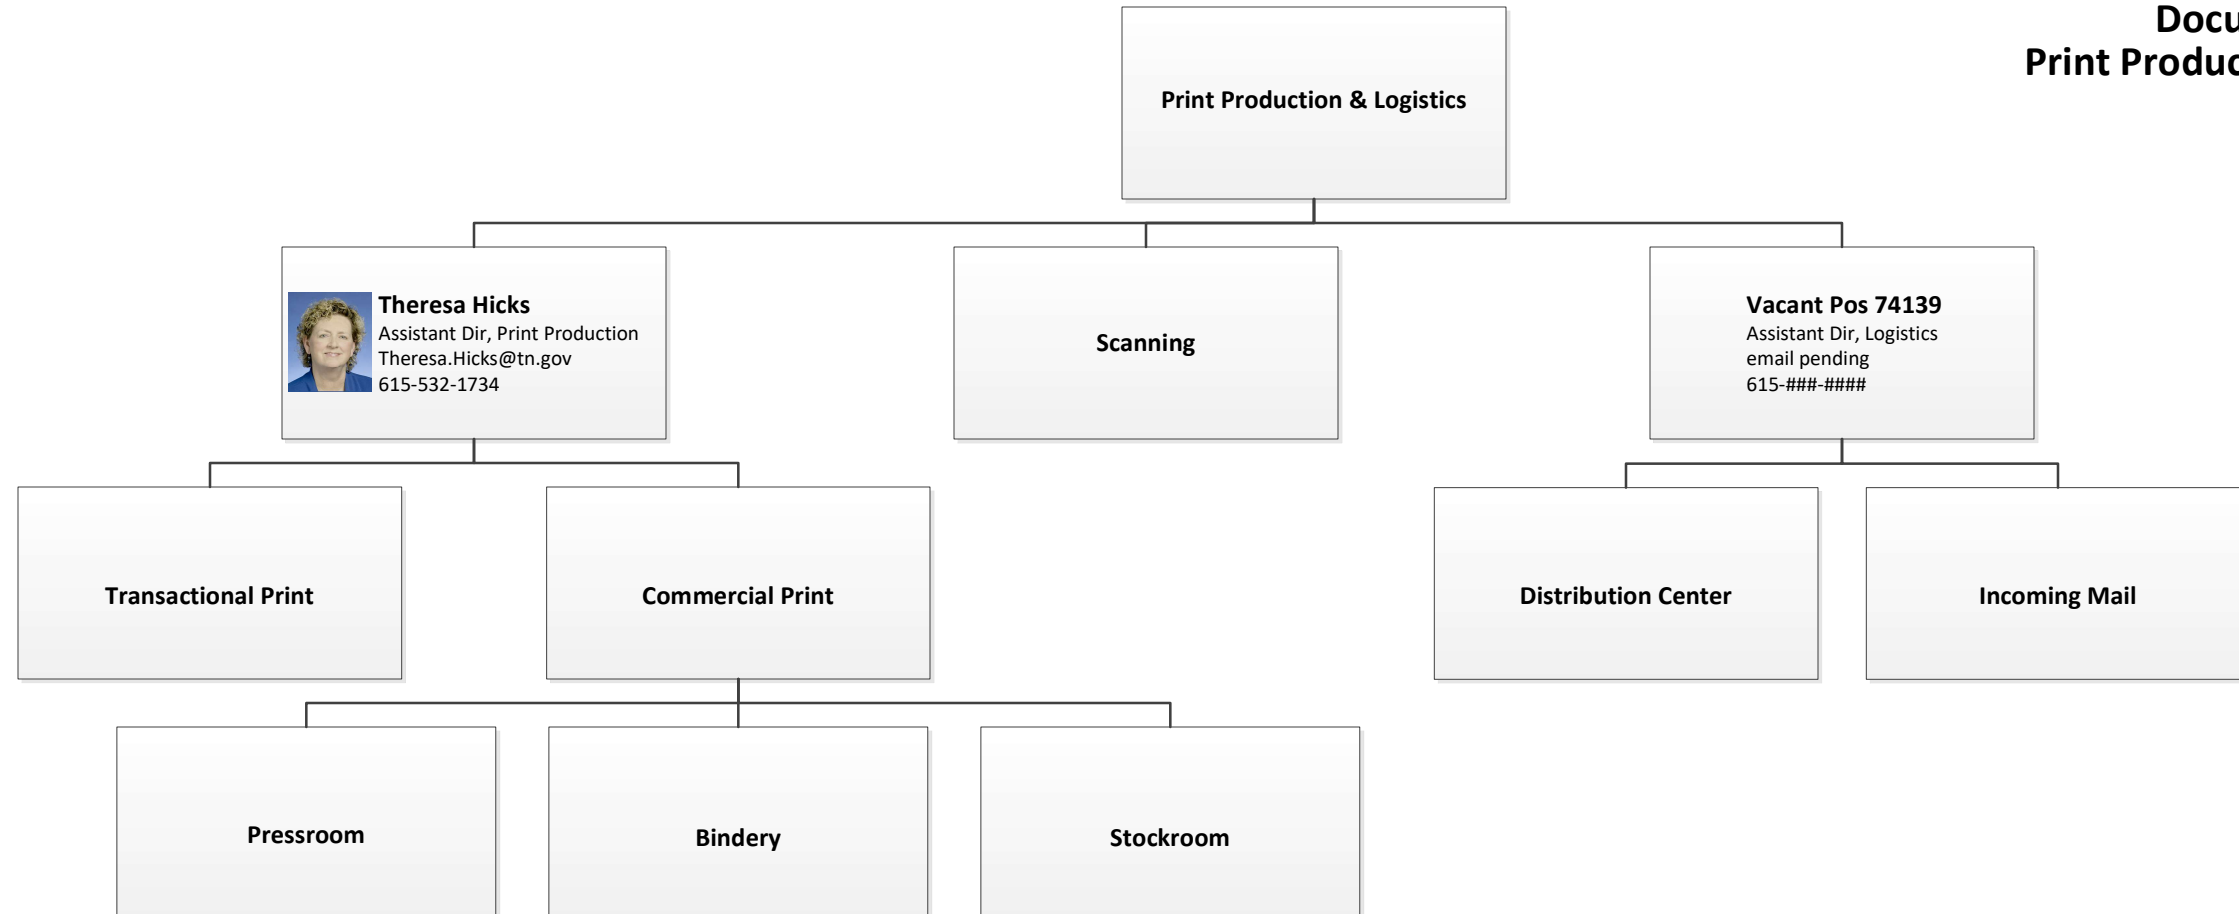 Print Production & Logistics
Theresa Hicks
Assistant Dir, Print Production
Theresa.Hicks@tn.gov
615-532-1734
Scanning
Vacant Pos 74139
Assistant Dir, Logistics
email pending
615-###-####
Transactional Print
Commercial Print
Distribution Center
Incoming Mail
Pressroom
Bindery
Stockroom
Print